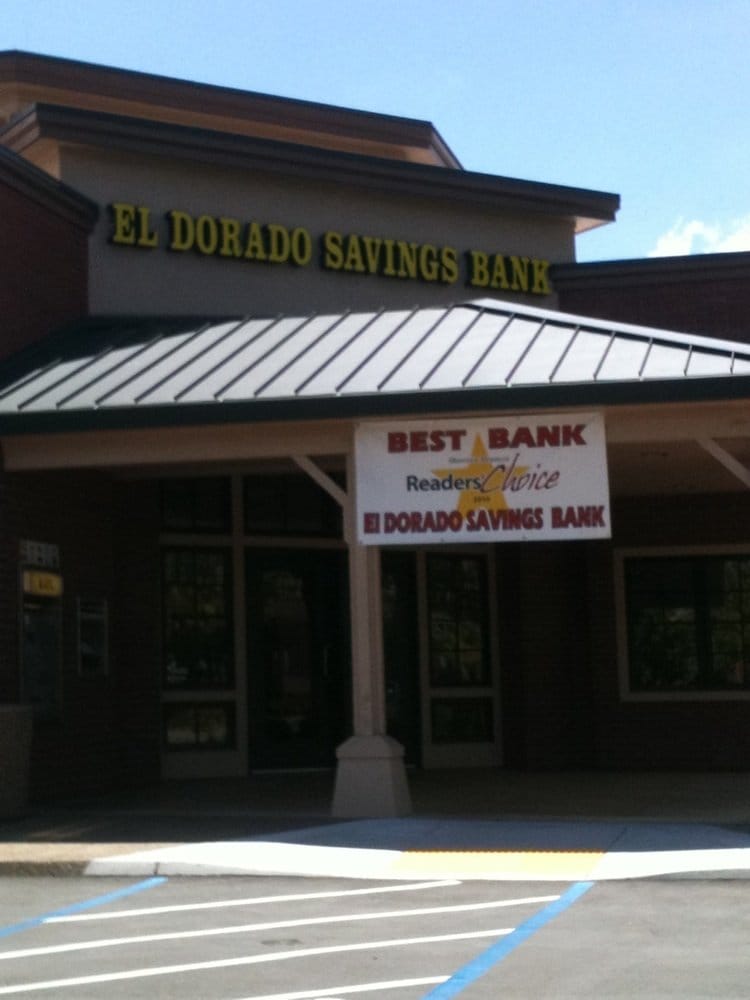 EL DORADO SAVINGS BANK
BEST BANK
Readers Choice
EL DORADO SAVINGS BANK